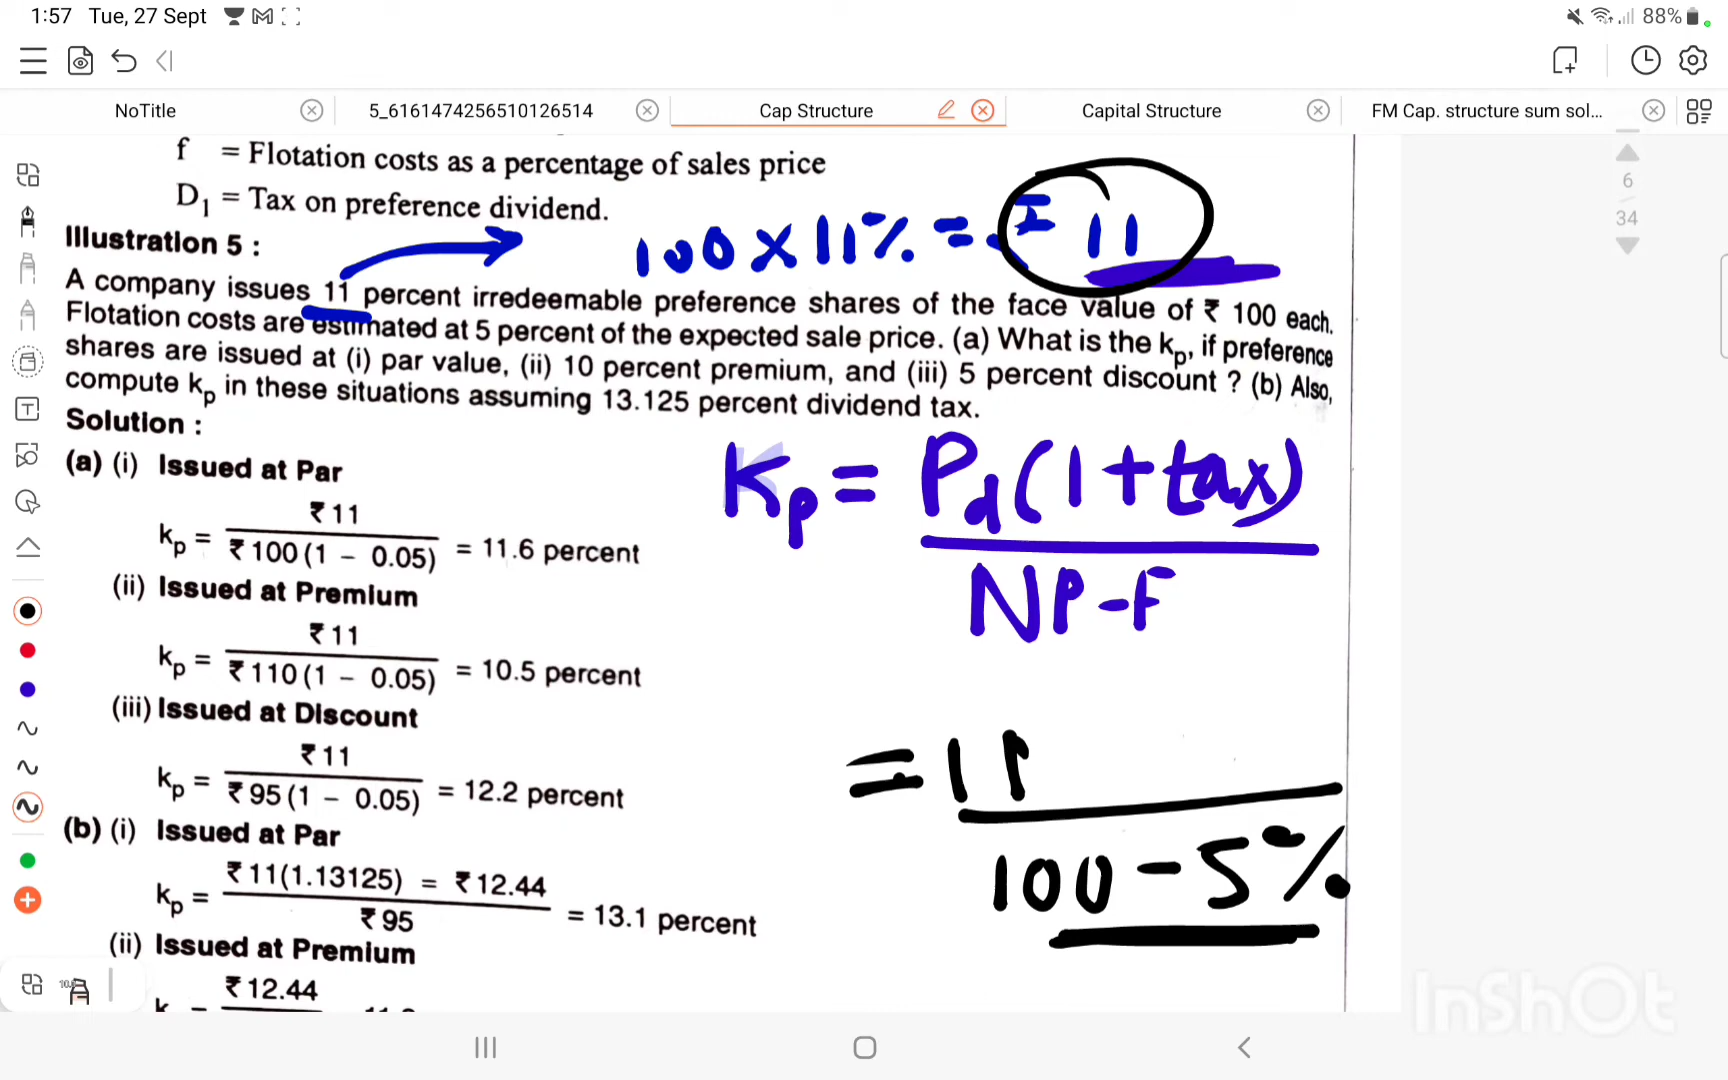 1:57 Tue, 27 Sept 88%
NoTitle 5_6161474256510126514 Cap Structure Capital Structure FM Cap. structure sum sol...
f = Flotation costs as a percentage of sales price
D1 = Tax on preference dividend.
6
34
100 x 11% = ₹ 11
Illustration 5 :
A company issues 11 percent irredeemable preference shares of the face value of ₹ 100 each.
Flotation costs are estimated at 5 percent of the expected sale price. (a) What is the kp, if preference
shares are issued at (i) par value, (ii) 10 percent premium, and (iii) 5 percent discount ? (b) Also,
compute kp in these situations assuming 13.125 percent dividend tax.
Solution :
(a) (i) Issued at Par
kp = ₹ 11 / ₹ 100 (1 – 0.05) = 11.6 percent
(ii) Issued at Premium
kp = ₹ 11 / ₹ 110 (1 – 0.05) = 10.5 percent
(iii) Issued at Discount
kp = ₹ 11 / ₹ 95 (1 – 0.05) = 12.2 percent
(b) (i) Issued at Par
kp = ₹ 11(1.13125) = ₹ 12.44 / ₹ 95 = 13.1 percent
(ii) Issued at Premium
₹ 12.44
Kp = Pd (1 + tax)
NP - F
= 11
100 - 5%
InShOt